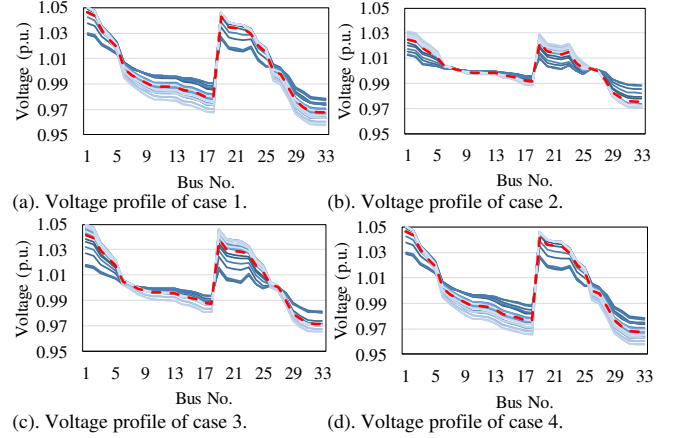 1.05
1.03
1.01
0.99
0.97
0.95
Voltage (p.u.)
1 5 9 13 17 21 25 29 33
Bus No.
(a). Voltage profile of case 1.
1.05
1.03
1.01
0.99
0.97
0.95
Voltage (p.u.)
1 5 9 13 17 21 25 29 33
Bus No.
(b). Voltage profile of case 2.
1.05
1.03
1.01
0.99
0.97
0.95
Voltage (p.u.)
1 5 9 13 17 21 25 29 33
Bus No.
(c). Voltage profile of case 3.
1.05
1.03
1.01
0.99
0.97
0.95
Voltage (p.u.)
1 5 9 13 17 21 25 29 33
Bus No.
(d). Voltage profile of case 4.